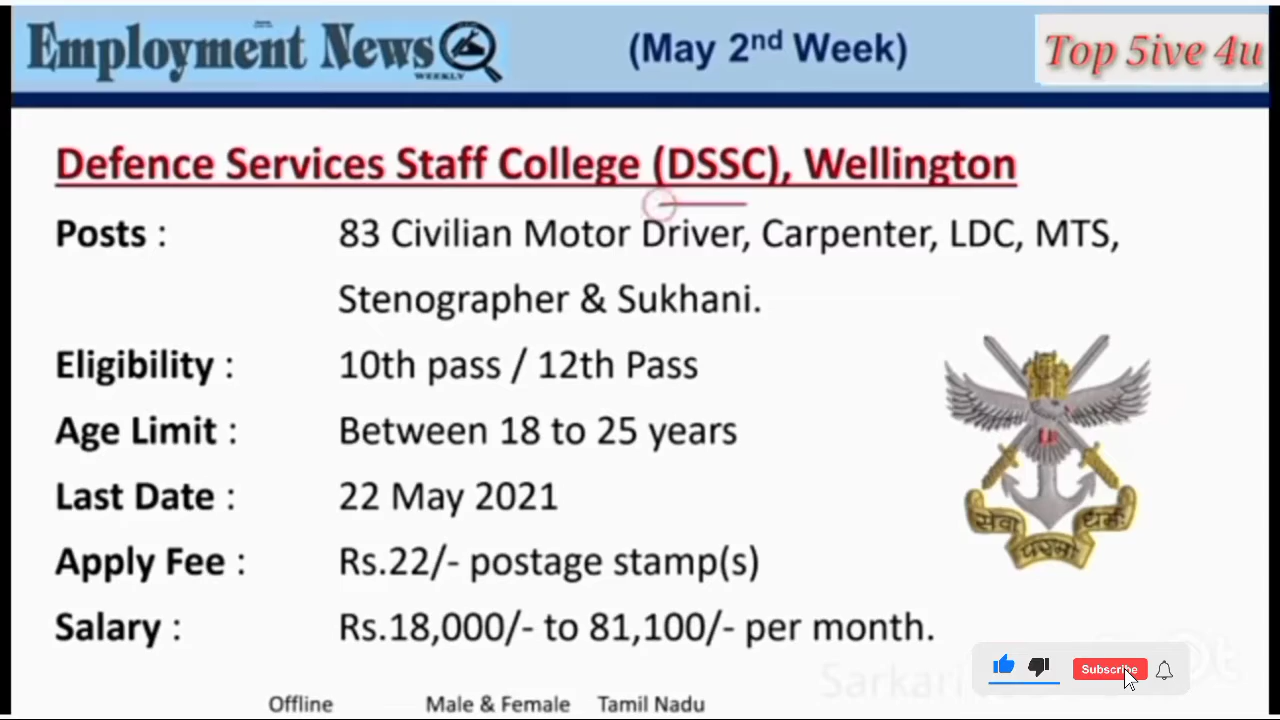 Employment News
WEEKLY
(May 2nd Week)
Top 5ive 4u
Defence Services Staff College (DSSC), Wellington
Posts : 83 Civilian Motor Driver, Carpenter, LDC, MTS,
Stenographer & Sukhani.
Eligibility : 10th pass / 12th Pass
Age Limit : Between 18 to 25 years
Last Date : 22 May 2021
Apply Fee : Rs.22/- postage stamp(s)
Salary : Rs.18,000/- to 81,100/- per month.
सेवा
परमो
धर्मः
Subscribe
Offline Male & Female Tamil Nadu